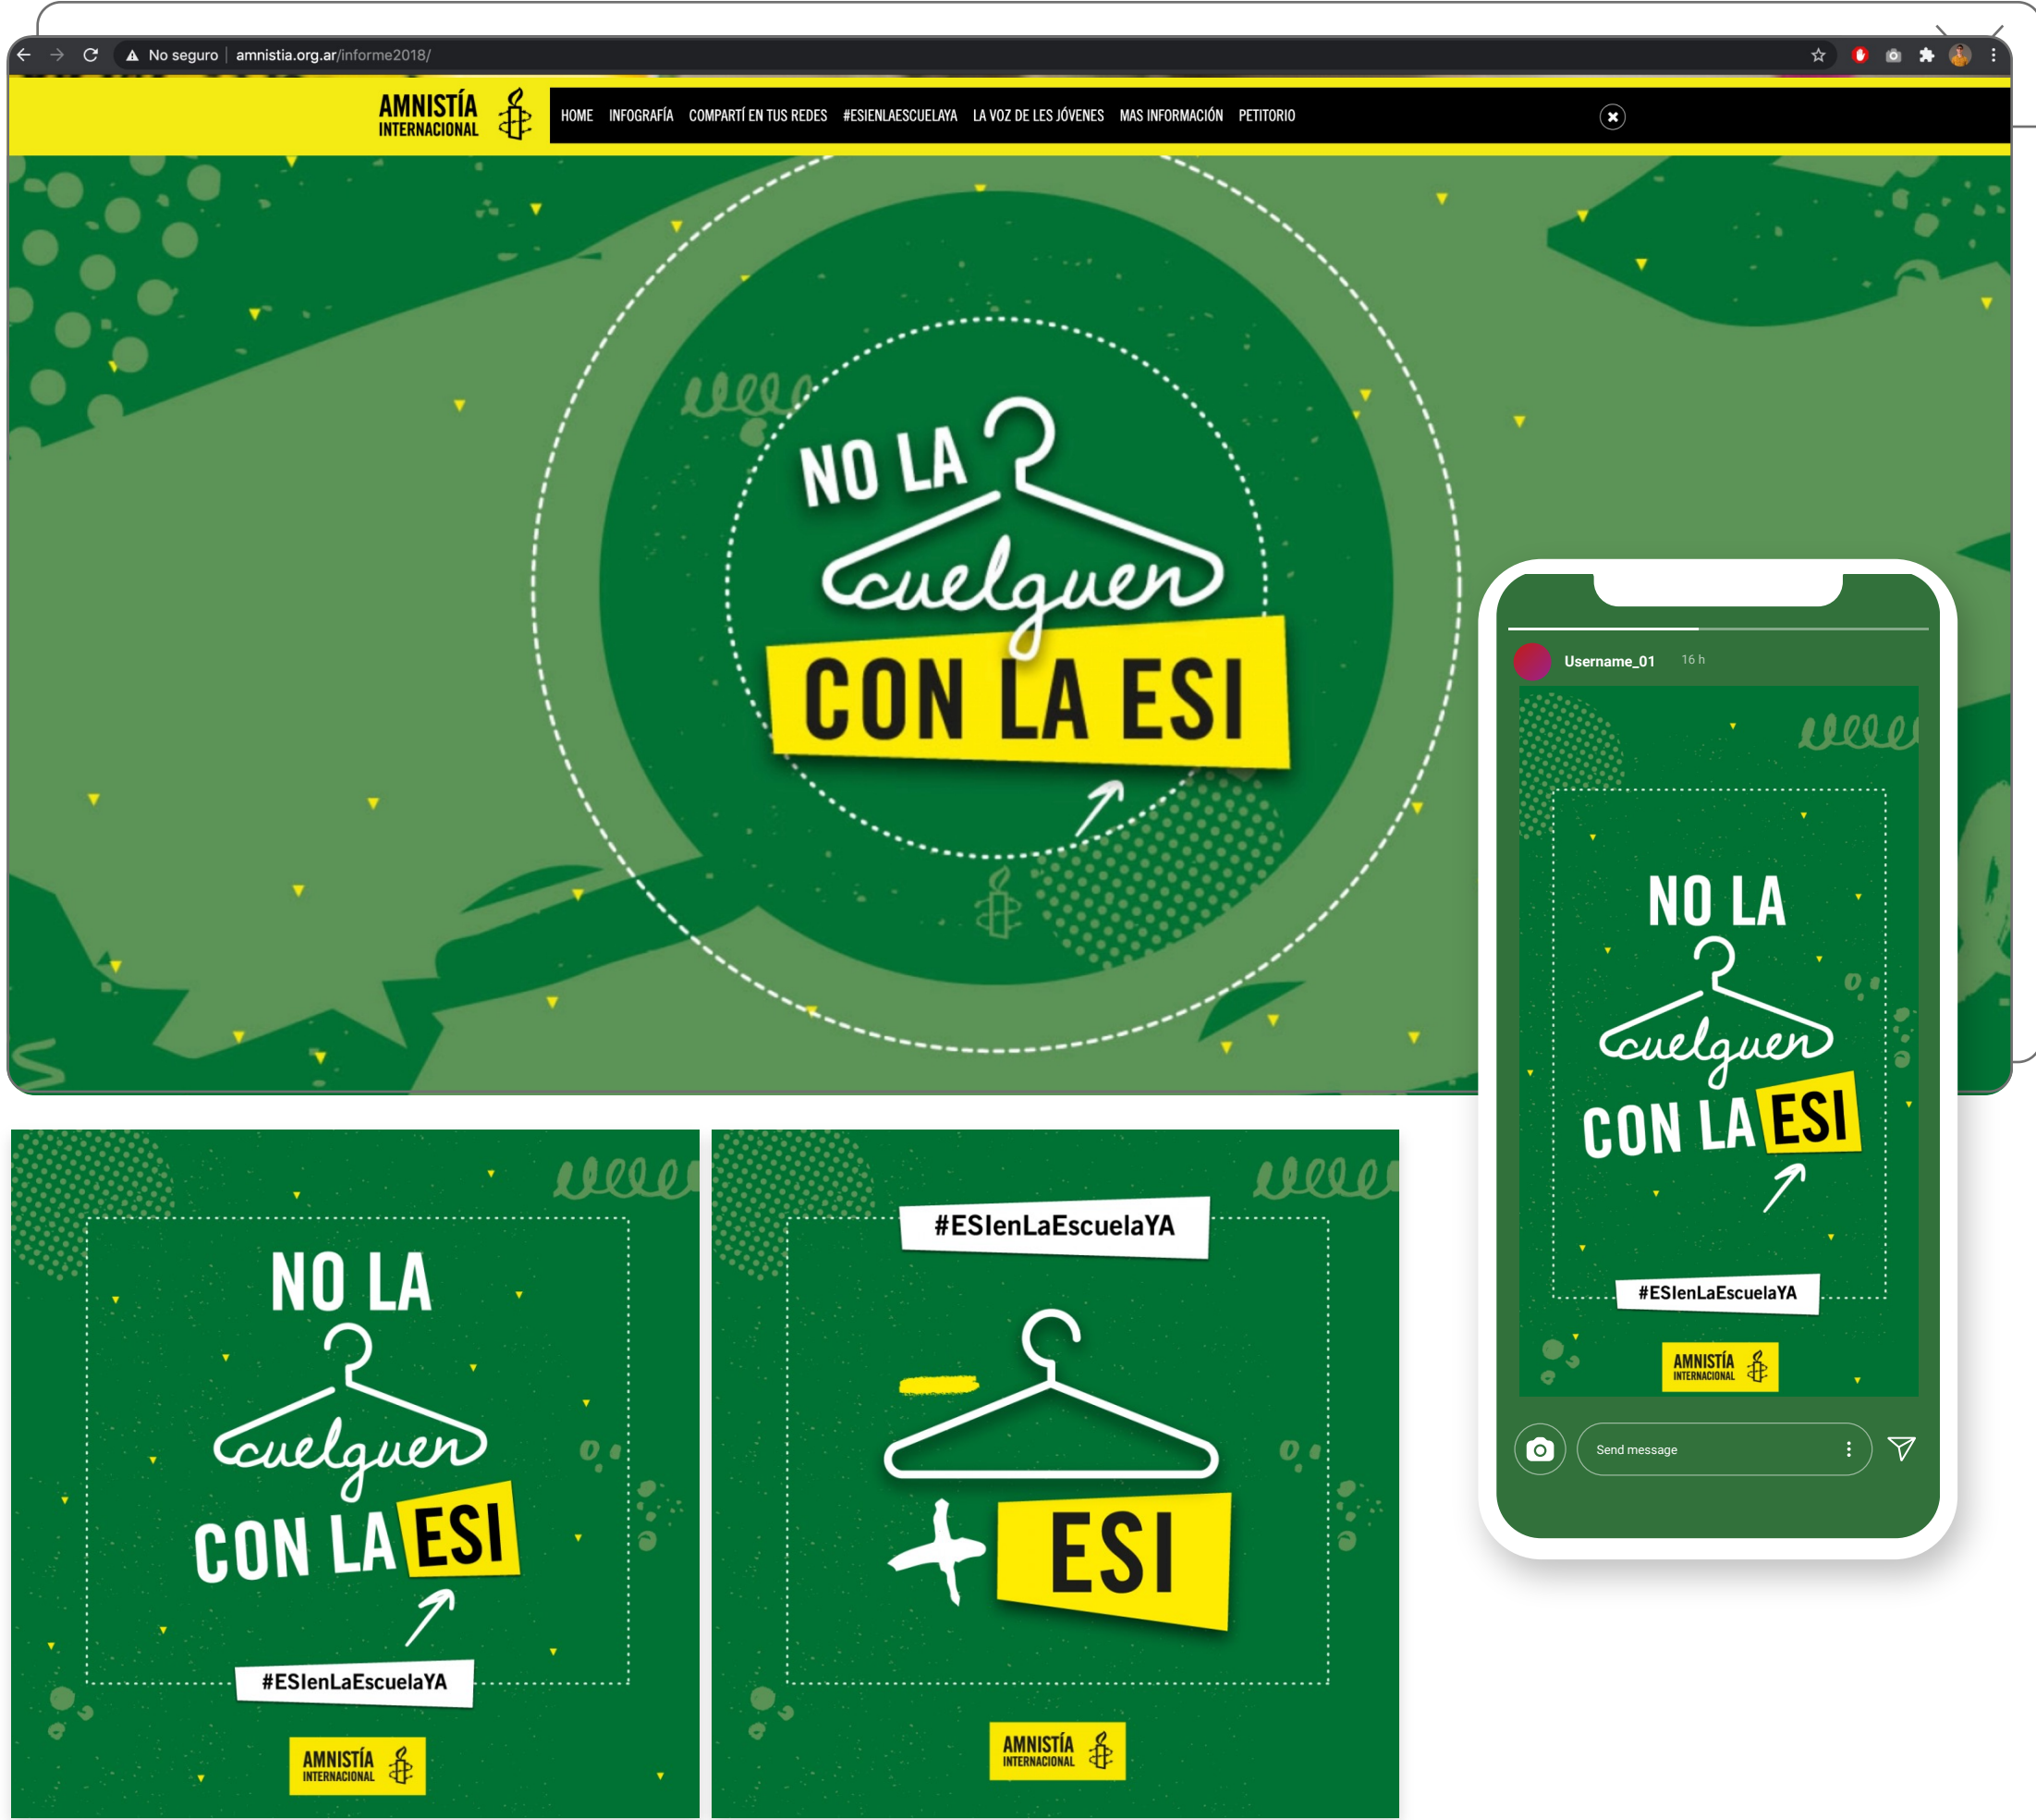 No seguro | amnistia.org.ar/informe2018/
AMNISTÍA
INTERNACIONAL
HOME INFOGRAFÍA COMPARTÍ EN TUS REDES #ESIENLAESCUELAYA LA VOZ DE LES JÓVENES MAS INFORMACIÓN PETITORIO
NO LA
cuelguen
CON LA ESI
Username_01 16 h
NO LA
cuelguen
CON LA ESI
#ESIenLaEscuelaYA
AMNISTÍA
INTERNACIONAL
Send message
NO LA
cuelguen
CON LA ESI
#ESIenLaEscuelaYA
AMNISTÍA
INTERNACIONAL
#ESIenLaEscuelaYA
+ ESI
AMNISTÍA
INTERNACIONAL